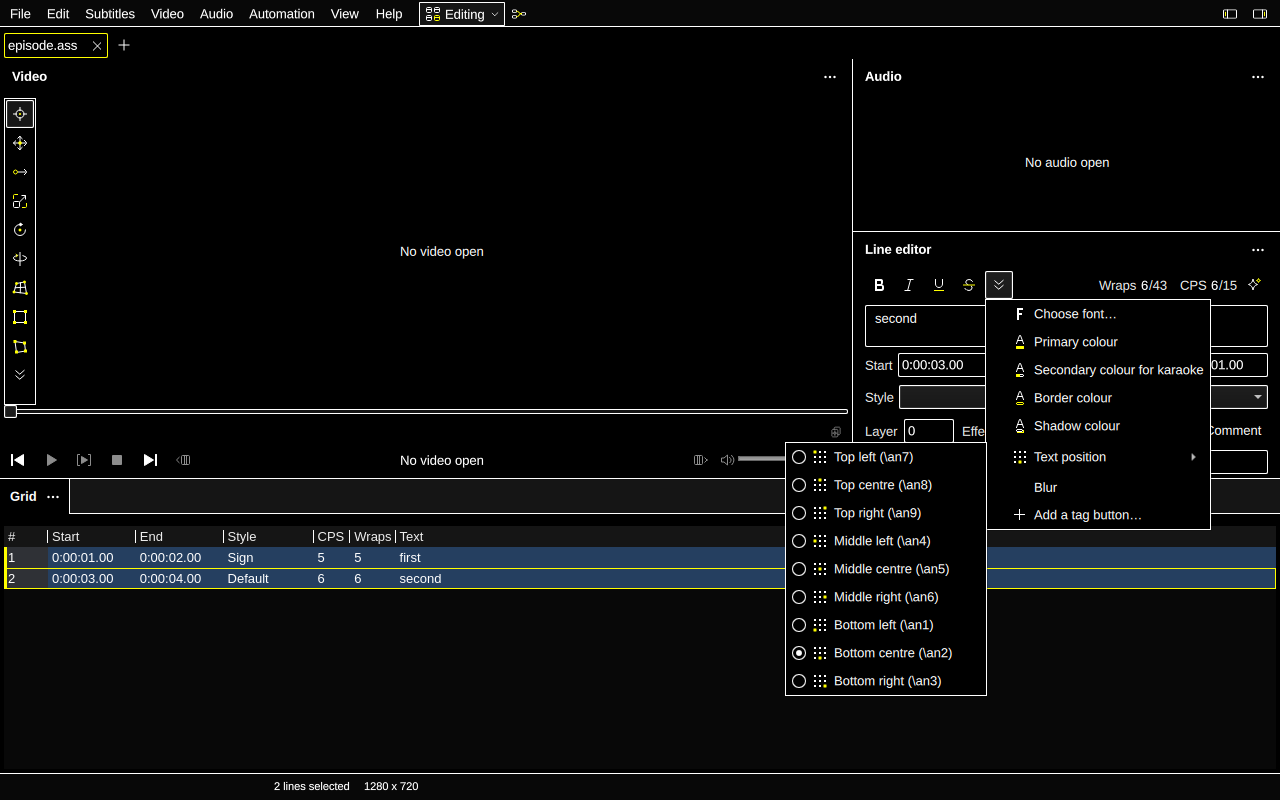 File Edit Subtitles Video Audio Automation View Help Editing
episode.ass
Video
Audio
No video open
No audio open
Line editor
B I U S Wraps 6/43 CPS 6/15
second
Start 0:00:03.00 01.00
Style
Layer 0 Effe Comment
Choose font…
Primary colour
Secondary colour for karaoke
Border colour
Shadow colour
Text position
Blur
Add a tag button…
No video open
Top left (\an7)
Top centre (\an8)
Top right (\an9)
Middle left (\an4)
Middle centre (\an5)
Middle right (\an6)
Bottom left (\an1)
Bottom centre (\an2)
Bottom right (\an3)
Grid
# Start End Style CPS Wraps Text
1 0:00:01.00 0:00:02.00 Sign 5 5 first
2 0:00:03.00 0:00:04.00 Default 6 6 second
2 lines selected 1280 x 720